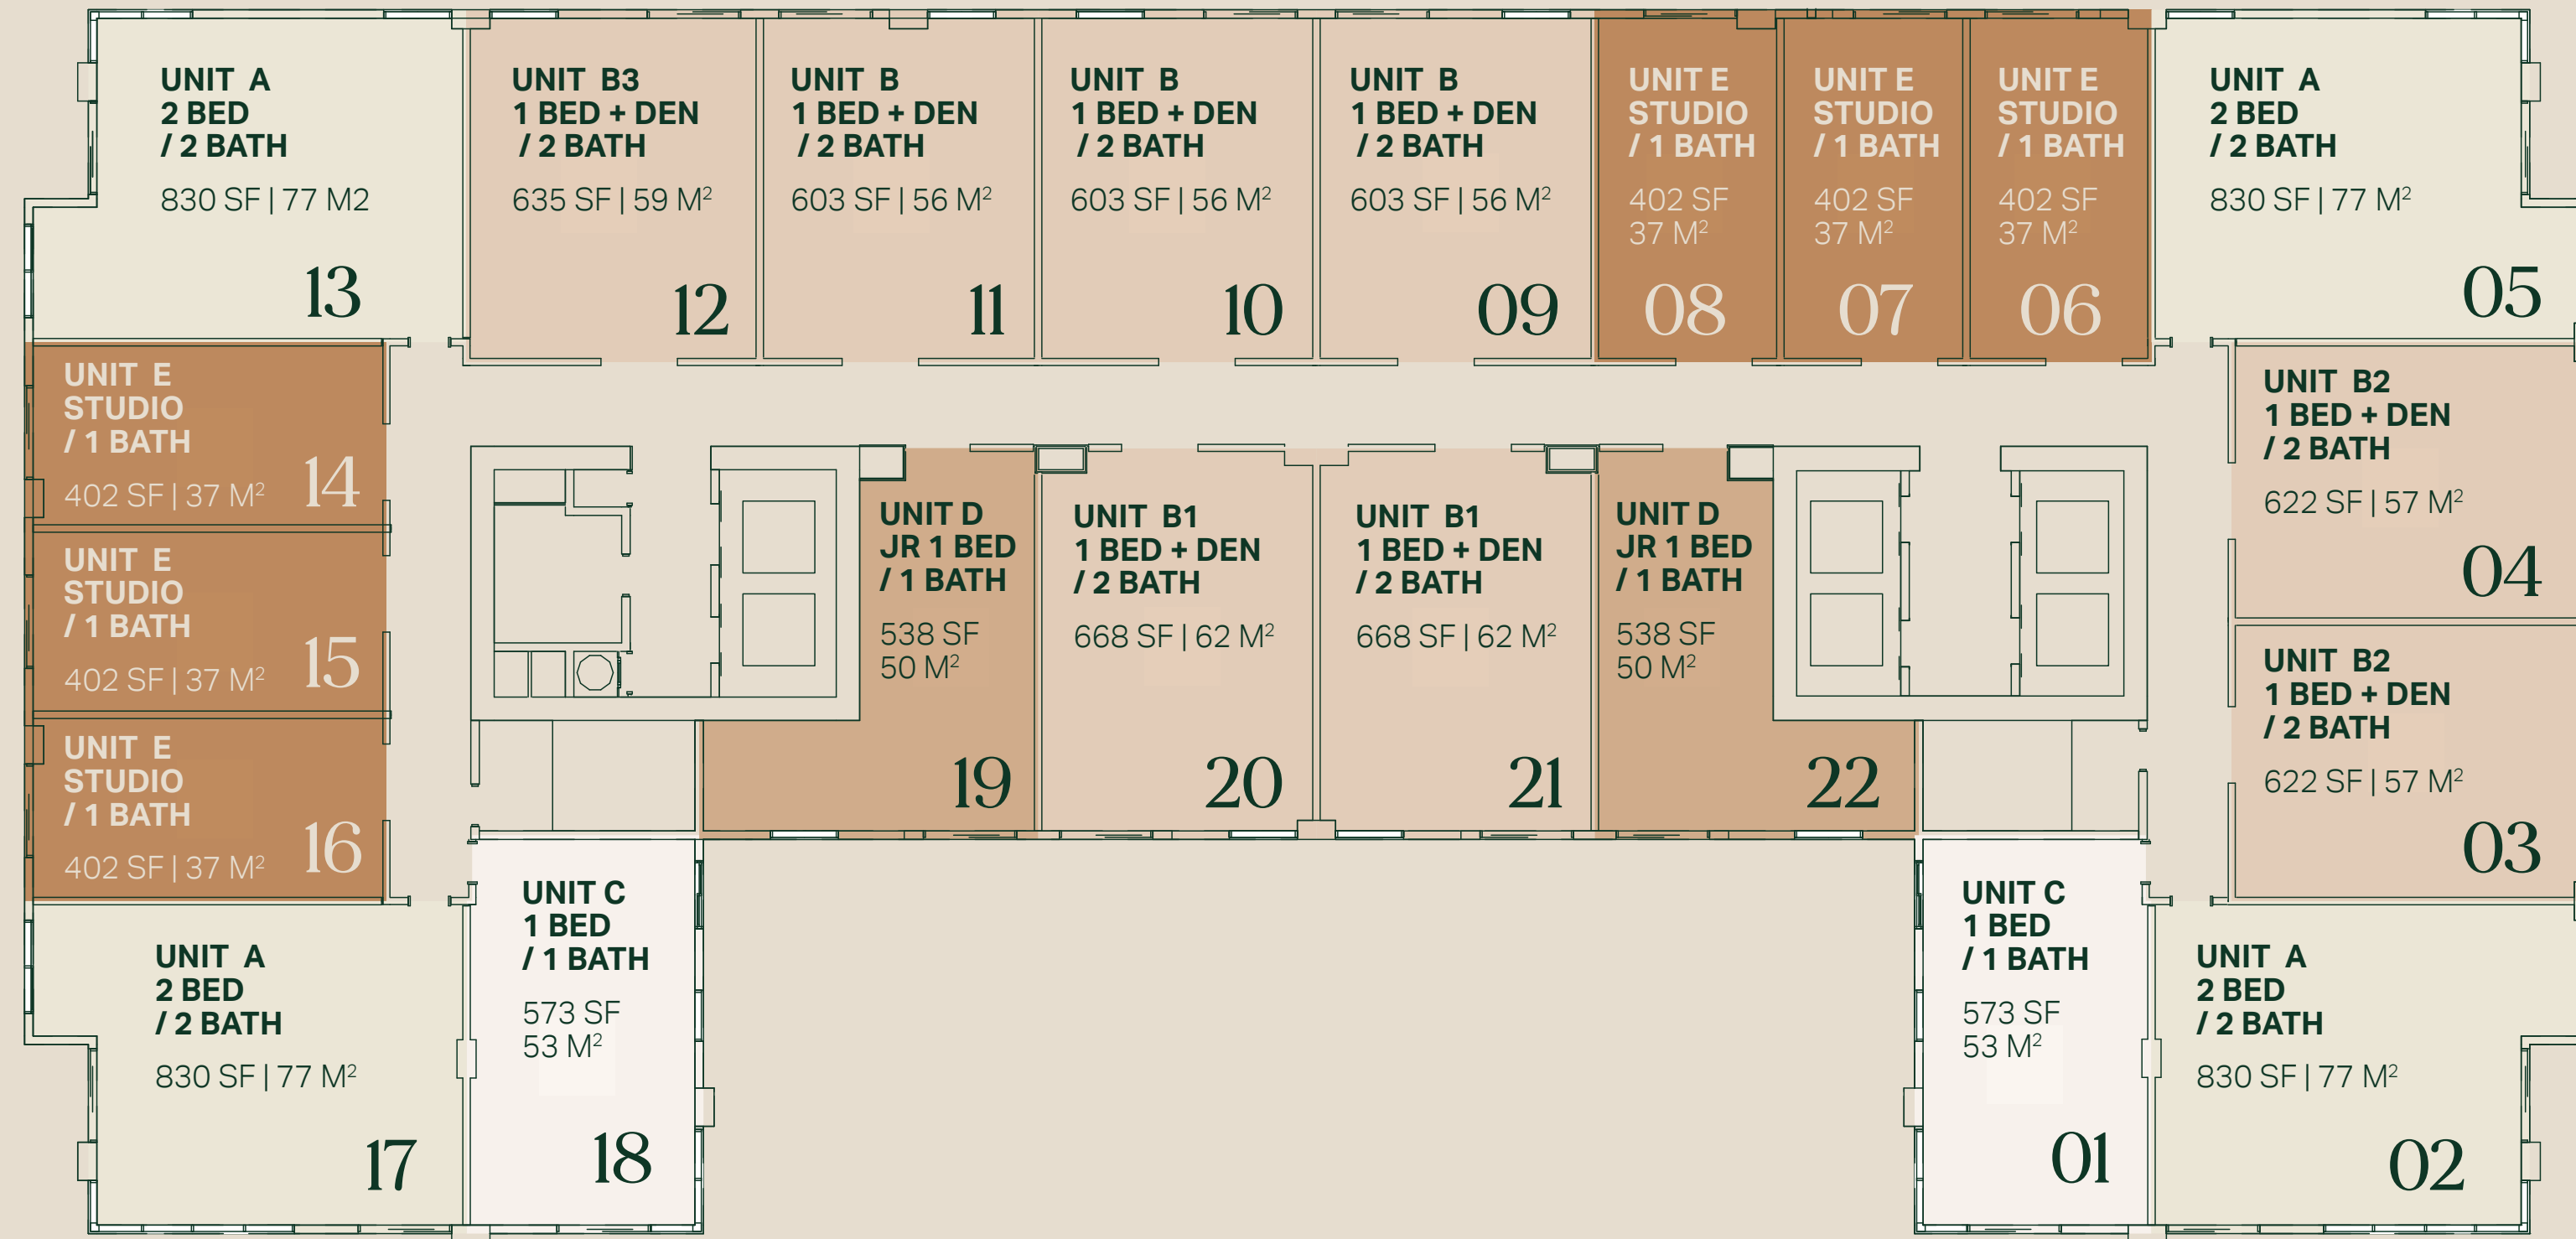 UNIT A
2 BED
/ 2 BATH
830 SF | 77 M2
13
UNIT B3
1 BED + DEN
/ 2 BATH
635 SF | 59 M²
12
UNIT B
1 BED + DEN
/ 2 BATH
603 SF | 56 M²
11
UNIT B
1 BED + DEN
/ 2 BATH
603 SF | 56 M²
10
UNIT B
1 BED + DEN
/ 2 BATH
603 SF | 56 M²
09
UNIT E
STUDIO
/ 1 BATH
402 SF
37 M²
08
UNIT E
STUDIO
/ 1 BATH
402 SF
37 M²
07
UNIT E
STUDIO
/ 1 BATH
402 SF
37 M²
06
UNIT A
2 BED
/ 2 BATH
830 SF | 77 M²
05
UNIT E
STUDIO
/ 1 BATH
402 SF | 37 M²
14
UNIT E
STUDIO
/ 1 BATH
402 SF | 37 M²
15
UNIT E
STUDIO
/ 1 BATH
402 SF | 37 M²
16
UNIT D
JR 1 BED
/ 1 BATH
538 SF
50 M²
19
UNIT B1
1 BED + DEN
/ 2 BATH
668 SF | 62 M²
20
UNIT B1
1 BED + DEN
/ 2 BATH
668 SF | 62 M²
21
UNIT D
JR 1 BED
/ 1 BATH
538 SF
50 M²
22
UNIT B2
1 BED + DEN
/ 2 BATH
622 SF | 57 M²
04
UNIT B2
1 BED + DEN
/ 2 BATH
622 SF | 57 M²
03
UNIT A
2 BED
/ 2 BATH
830 SF | 77 M²
17
UNIT C
1 BED
/ 1 BATH
573 SF
53 M²
18
UNIT C
1 BED
/ 1 BATH
573 SF
53 M²
01
UNIT A
2 BED
/ 2 BATH
830 SF | 77 M²
02